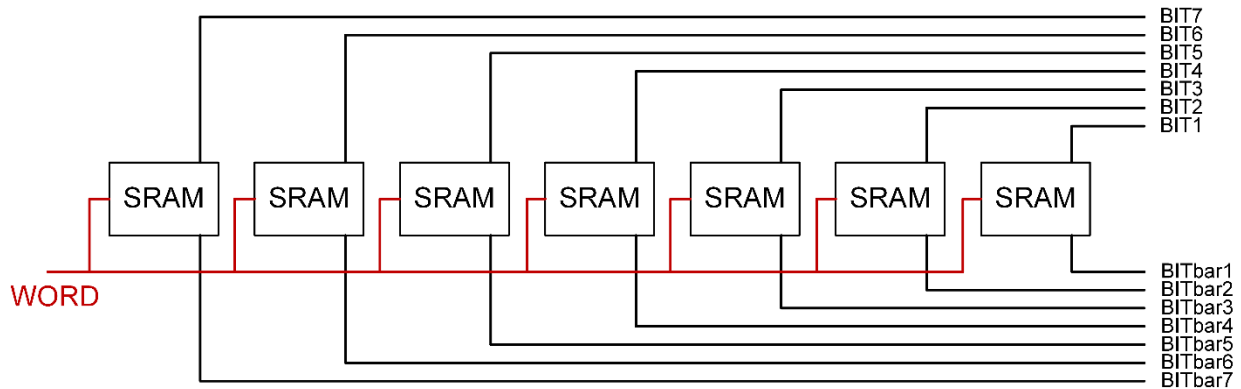 BIT7
BIT6
BIT5
BIT4
BIT3
BIT2
BIT1
SRAM SRAM SRAM SRAM SRAM SRAM SRAM
WORD
BITbar1
BITbar2
BITbar3
BITbar4
BITbar5
BITbar6
BITbar7